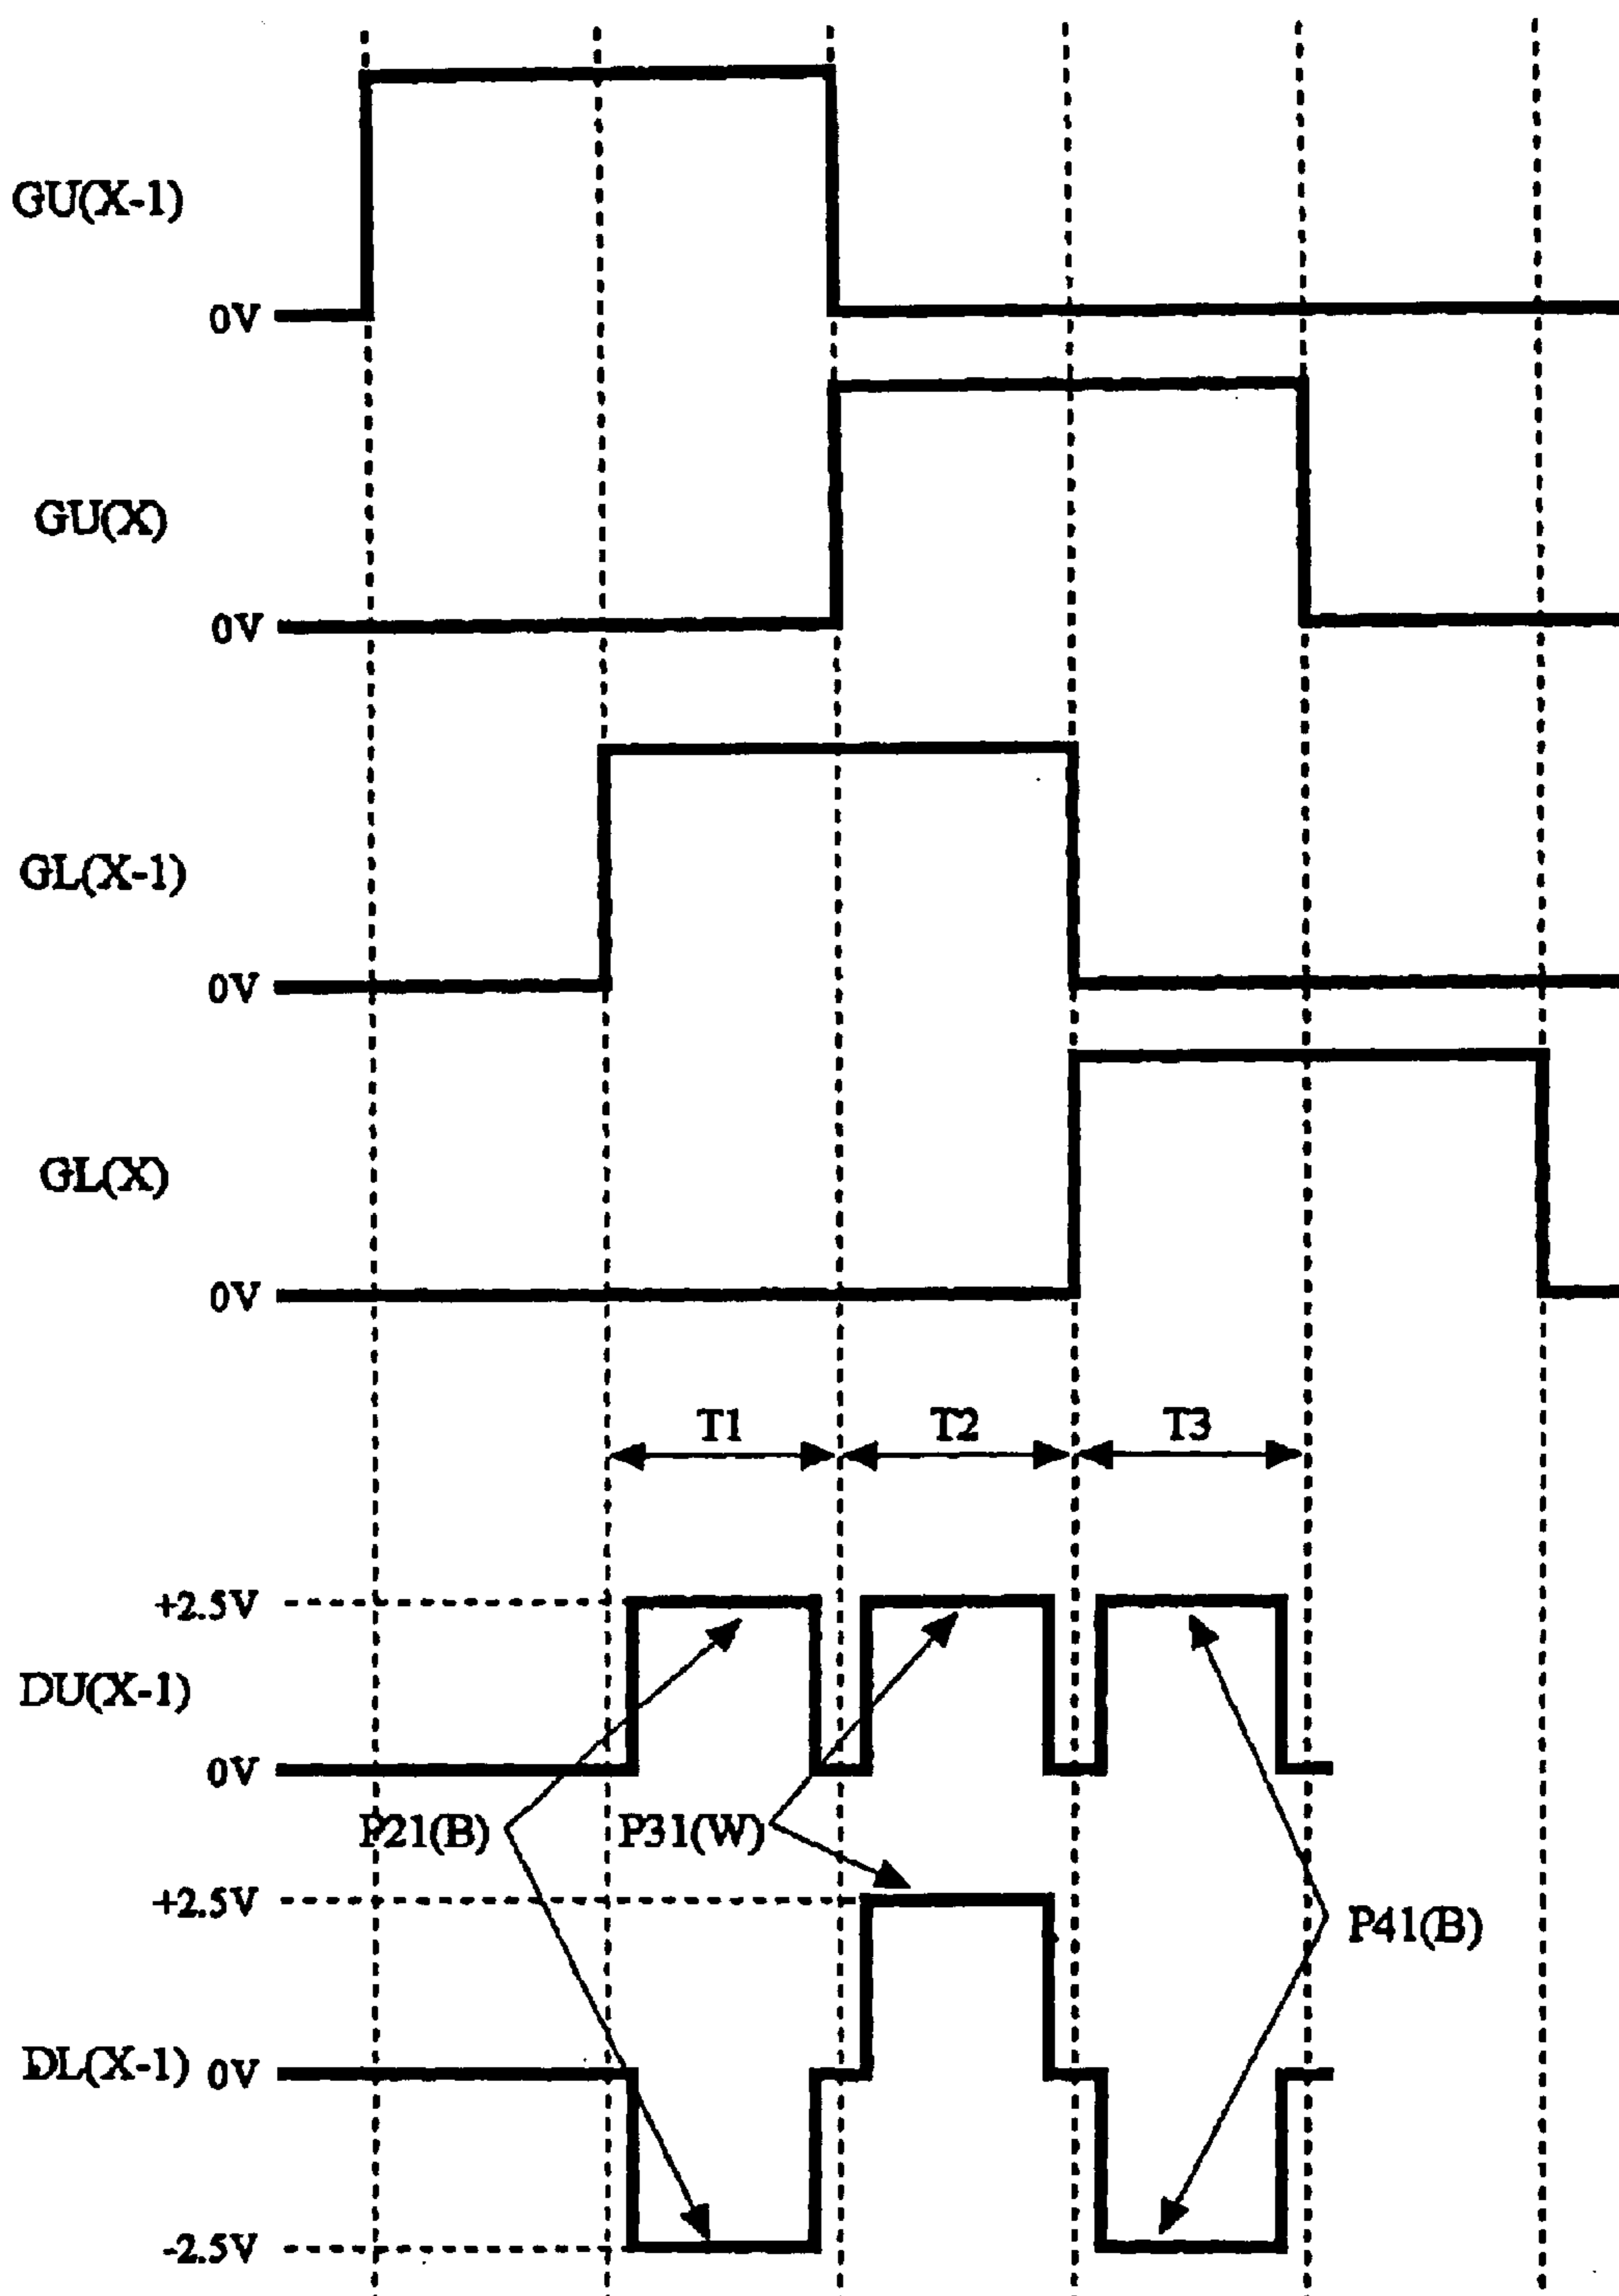 GU(X-1)
0V
GU(X)
0V
GL(X-1)
0V
GL(X)
0V
T1 T2 T3
+2.5V
DU(X-1)
0V
P21(B) P31(W)
+2.5V
P41(B)
DL(X-1) 0V
-2.5V